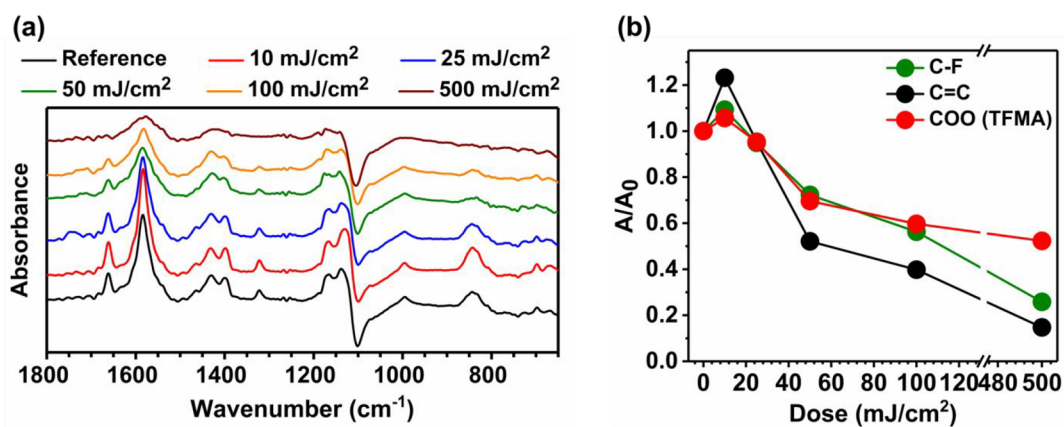 (a)
Reference
10 mJ/cm²
25 mJ/cm²
50 mJ/cm²
100 mJ/cm²
500 mJ/cm²
Absorbance
1800 1600 1400 1200 1000 800
Wavenumber (cm⁻¹)
(b)
C-F
C=C
COO (TFMA)
A/A₀
1.2
1.0
0.8
0.6
0.4
0.2
0.0
0 20 40 60 80 100 120 480 500
Dose (mJ/cm²)